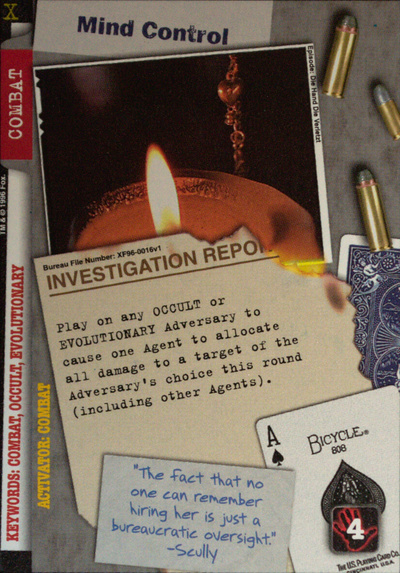 X
Mind Control
COMBAT
Episode: Die Hand Die Verletzt
TM & © 1996 Fox.
Bureau File Number: XF96-0016v1
INVESTIGATION REPO
Play on any OCCULT or
EVOLUTIONARY Adversary to
cause one Agent to allocate
all damage to a target of the
Adversary's choice this round
(including other Agents).
KEYWORDS: COMBAT, OCCULT, EVOLUTIONARY
ACTIVATOR: COMBAT
"The fact that no
one can remember
hiring her is just a
bureaucratic oversight."
-Scully
A
BICYCLE®
808
4
THE U.S. PLAYING CARD CO.
CINCINNATI, U.S.A.